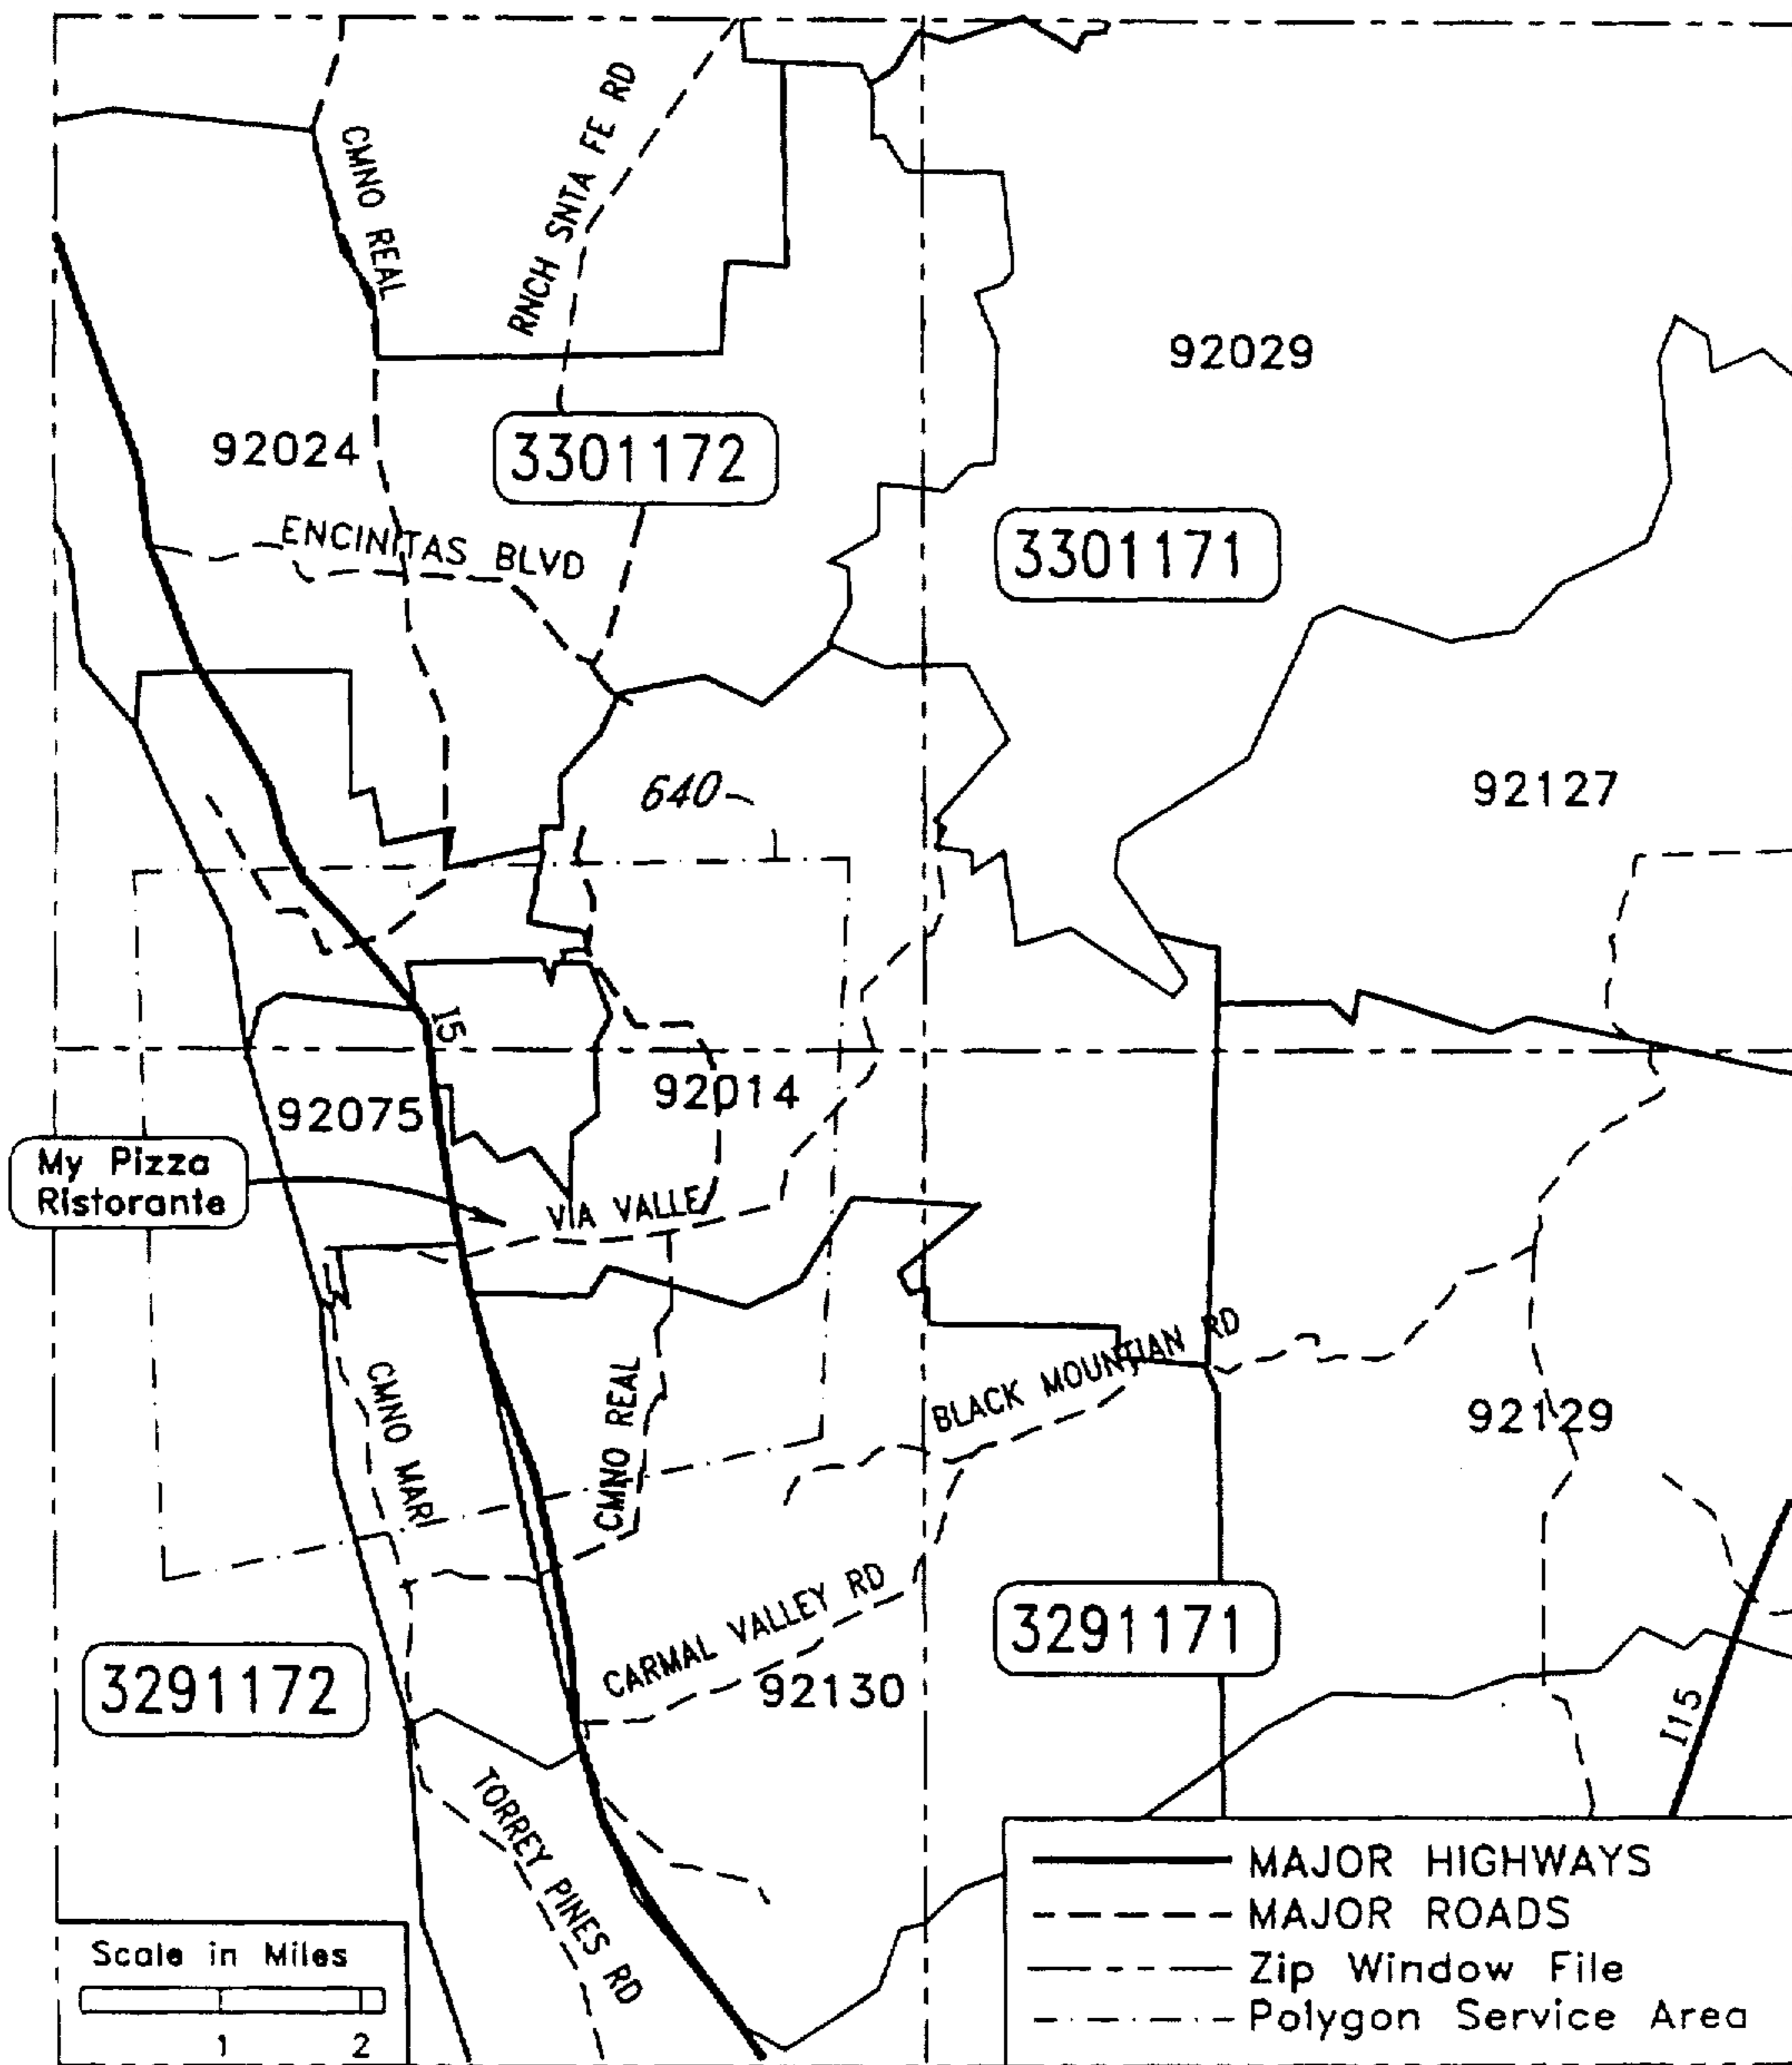 CMNO REAL
RNCH SNTA FE RD
92029
92024
3301172
ENCINITAS BLVD
3301171
640
92127
I5
92075
92014
My Pizza
Ristorante
VIA VALLE
BLACK MOUNTIAN RD
CMNO MAR
CMNO REAL
92129
CARMAL VALLEY RD
3291171
3291172
92130
I15
TORREY PINES RD
MAJOR HIGHWAYS
MAJOR ROADS
Zip Window File
Polygon Service Area
Scale in Miles
1 2